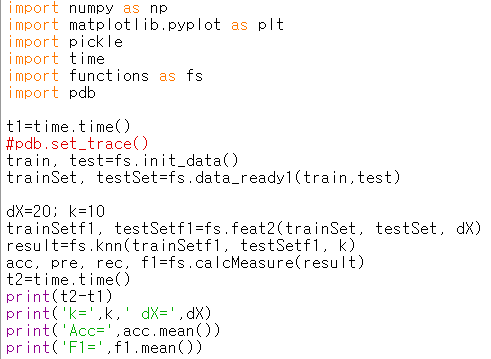 import numpy as np
import matplotlib.pyplot as plt
import pickle
import time
import functions as fs
import pdb
t1=time.time()
#pdb.set_trace()
train, test=fs.init_data()
trainSet, testSet=fs.data_ready1(train,test)
dX=20; k=10
trainSetf1, testSetf1=fs.feat2(trainSet, testSet, dX)
result=fs.knn(trainSetf1, testSetf1, k)
acc, pre, rec, f1=fs.calcMeasure(result)
t2=time.time()
print(t2-t1)
print('k=',k,' dX=',dX)
print('Acc=',acc.mean())
print('F1=',f1.mean())